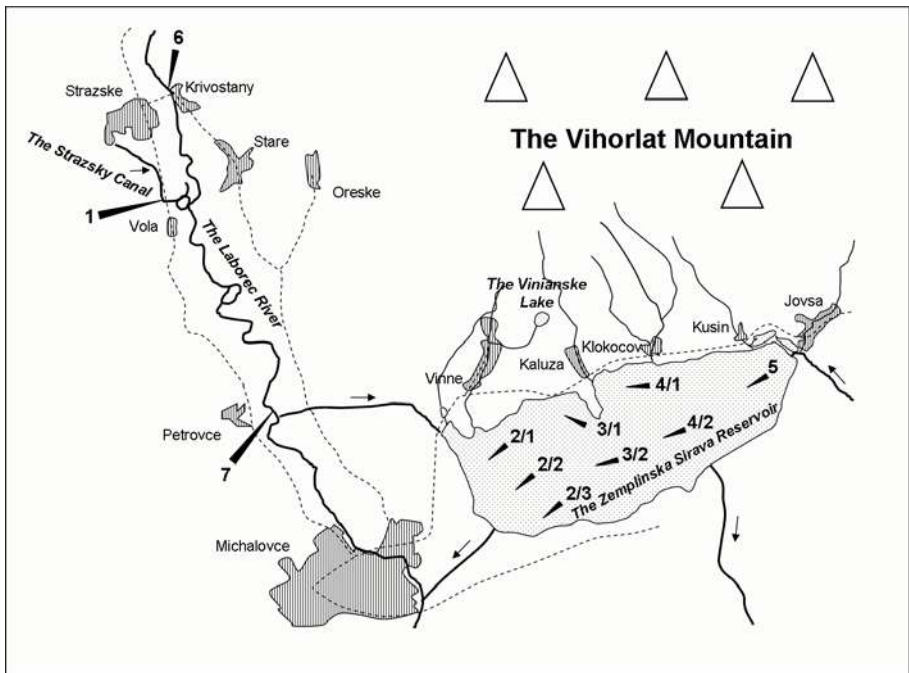 6
Strazske
Krivostany
The Strazsky Canal
Stare
The Vihorlat Mountain
Oreske
1
Vola
The Laborec River
The Vinianske
Lake
Jovsa
Kusin
Klokocov
Kaluza
Vinne
4/1
5
Petrovce
7
3/1
4/2
2/1
3/2
2/2
2/3
The Zemplinska Sirava Reservoir
Michalovce